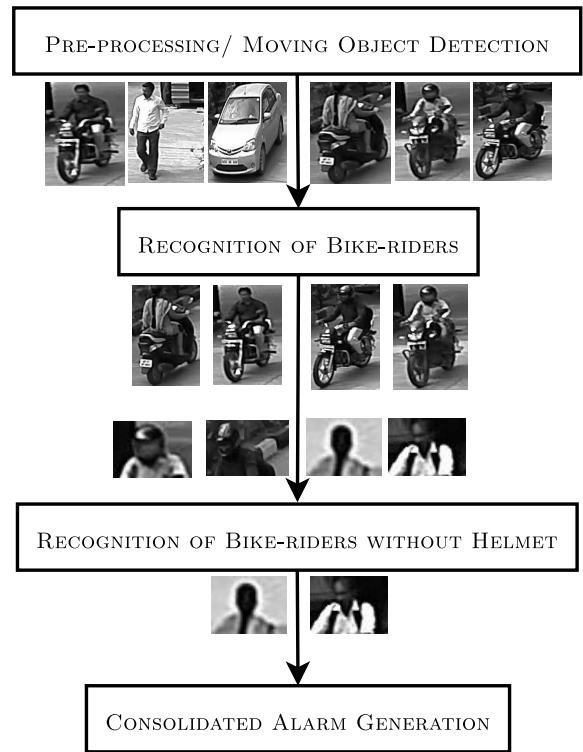 PRE-PROCESSING/ MOVING OBJECT DETECTION
RECOGNITION OF BIKE-RIDERS
RECOGNITION OF BIKE-RIDERS WITHOUT HELMET
CONSOLIDATED ALARM GENERATION